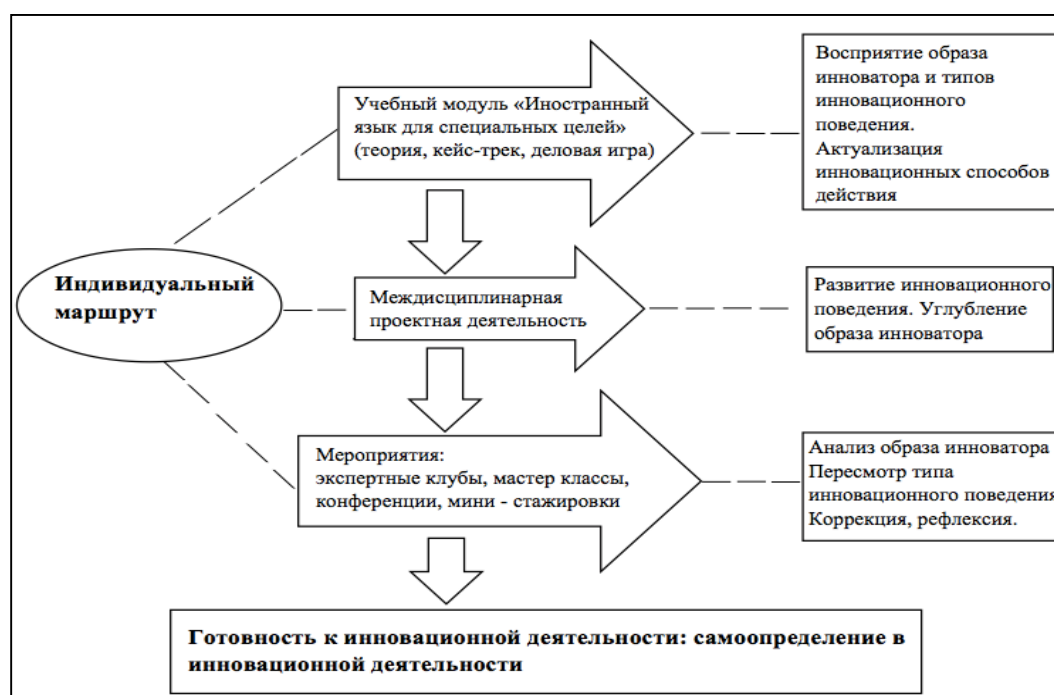 Учебный модуль «Иностранный
язык для специальных целей»
(теория, кейс-трек, деловая игра)
Восприятие образа
инноватора и типов
инновационного
поведения.
Актуализация
инновационных способов
действия
Индивидуальный
маршрут
Междисциплинарная
проектная деятельность
Развитие инновационного
поведения. Углубление
образа инноватора
Мероприятия:
экспертные клубы, мастер классы,
конференции, мини - стажировки
Анализ образа инноватора
Пересмотр типа
инновационного поведения
Коррекция, рефлексия.
Готовность к инновационной деятельности: самоопределение в
инновационной деятельности